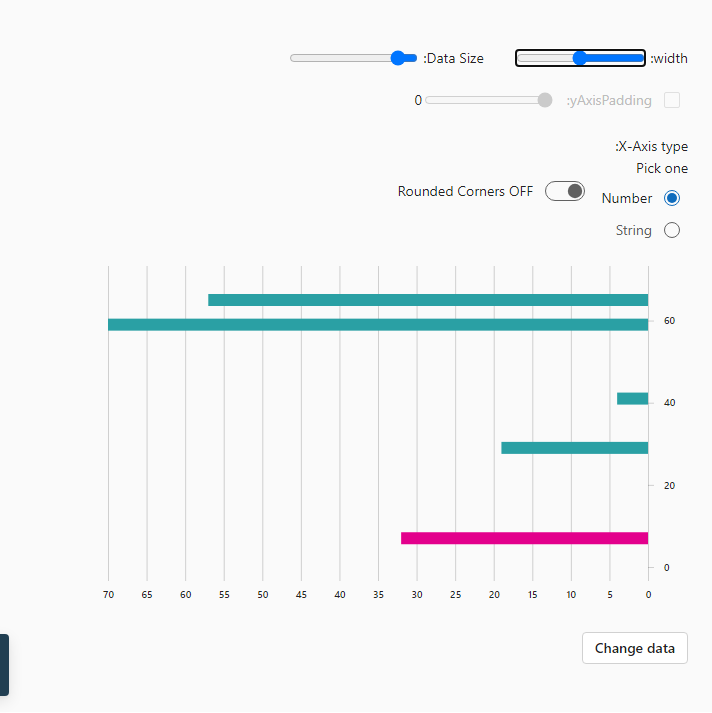 :width
:Data Size
:yAxisPadding
0
:X-Axis type
Pick one
Number
Rounded Corners OFF
String
60
40
20
0
70 65 60 55 50 45 40 35 30 25 20 15 10 5 0
Change data